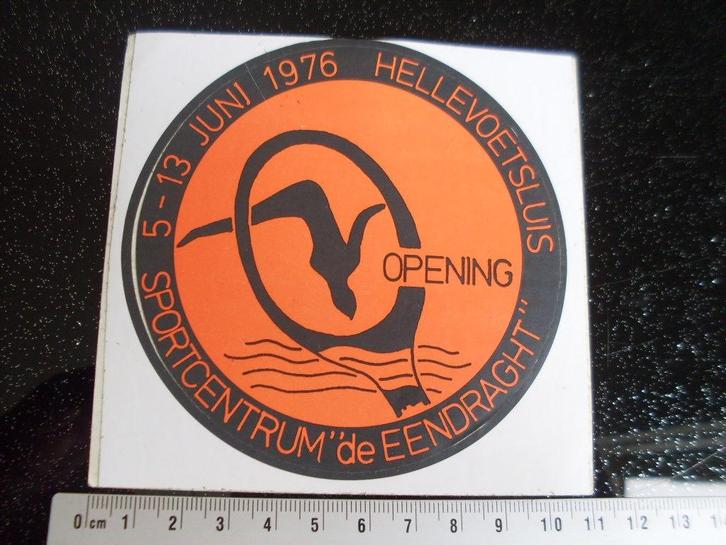 5-13 JUNI 1976 HELLEVOETSLUIS
OPENING
SPORTCENTRUM "de EENDRAGHT"
0 cm 1 2 3 4 5 6 7 8 9 10 11 12 13